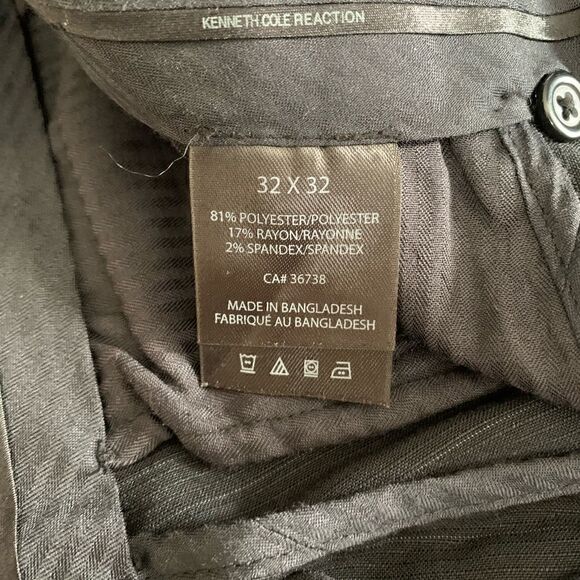 KENNETH COLE REACTION
32 X 32
81% POLYESTER/POLYESTER
17% RAYON/RAYONNE
2% SPANDEX/SPANDEX
CA# 36738
MADE IN BANGLADESH
FABRIQUÉ AU BANGLADESH